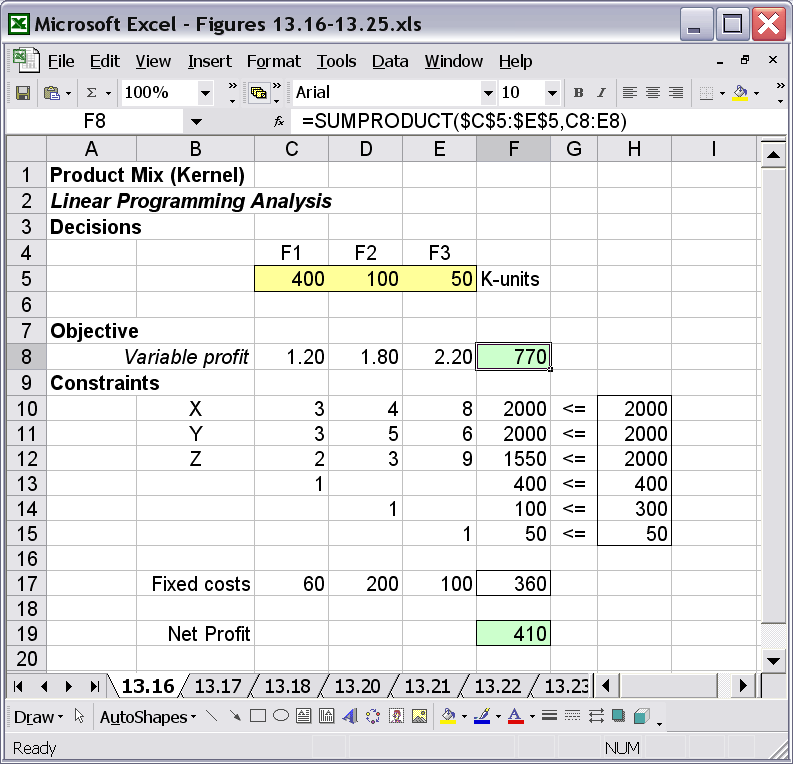 Microsoft Excel - Figures 13.16-13.25.xls
File Edit View Insert Format Tools Data Window Help
Σ 100% » » Arial 10 B I »
F8 fx =SUMPRODUCT($C$5:$E$5,C8:E8)
A B C D E F G H I
1 Product Mix (Kernel)
2 Linear Programming Analysis
3 Decisions
4 F1 F2 F3
5 400 100 50 K-units
6
7 Objective
8 Variable profit 1.20 1.80 2.20 770
9 Constraints
10 X 3 4 8 2000 <= 2000
11 Y 3 5 6 2000 <= 2000
12 Z 2 3 9 1550 <= 2000
13 1 400 <= 400
14 1 100 <= 300
15 1 50 <= 50
16
17 Fixed costs 60 200 100 360
18
19 Net Profit 410
20
13.16 13.17 13.18 13.20 13.21 13.22 13.23
Draw AutoShapes A A
Ready NUM